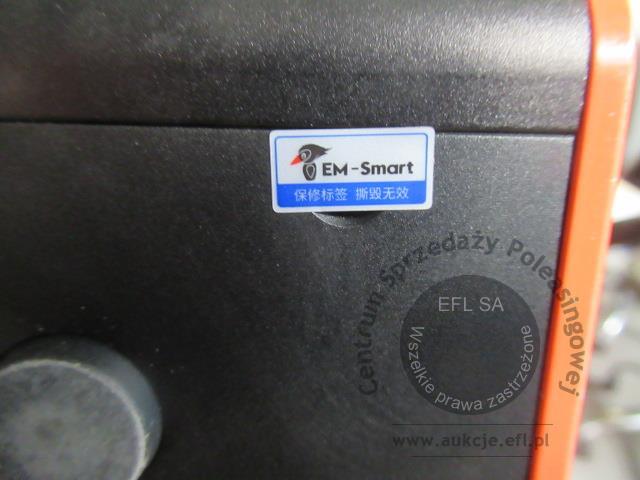 EM-Smart
保修标签 撕毁无效
Centrum Sprzedaży Poleasingowej
EFL SA
Wszelkie prawa zastrzeżone
www.aukcje.efl.pl